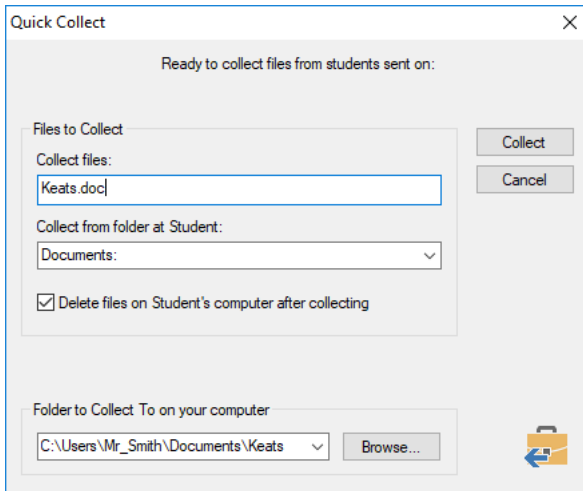 Quick Collect
Ready to collect files from students sent on:
Files to Collect
Collect files:
Keats.doc
Collect from folder at Student:
Documents:
Delete files on Student's computer after collecting
Collect
Cancel
Folder to Collect To on your computer
C:\Users\Mr_Smith\Documents\Keats
Browse...